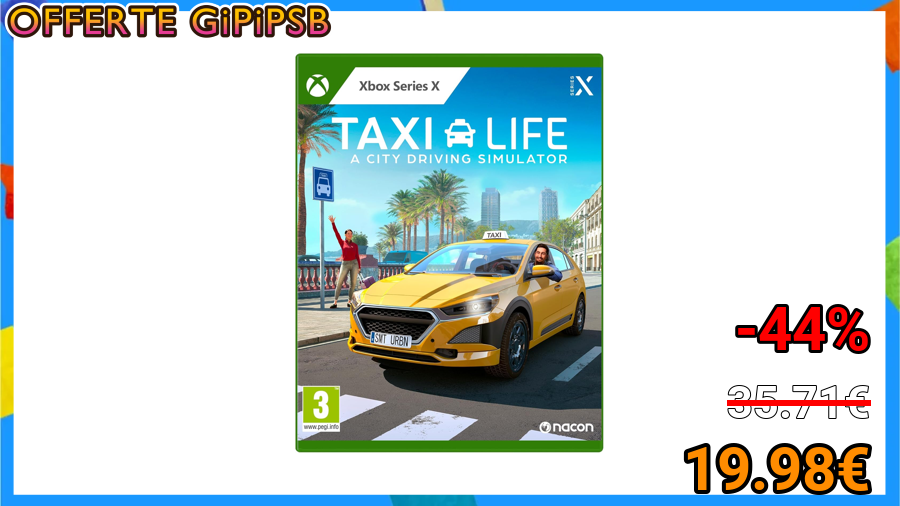 OFFERTE GiPiPSB
Xbox Series X
SERIES X
TAXI LIFE
A CITY DRIVING SIMULATOR
TAXI
SMT URBN
3
www.pegi.info
nacon
-44%
35.71€
19.98€